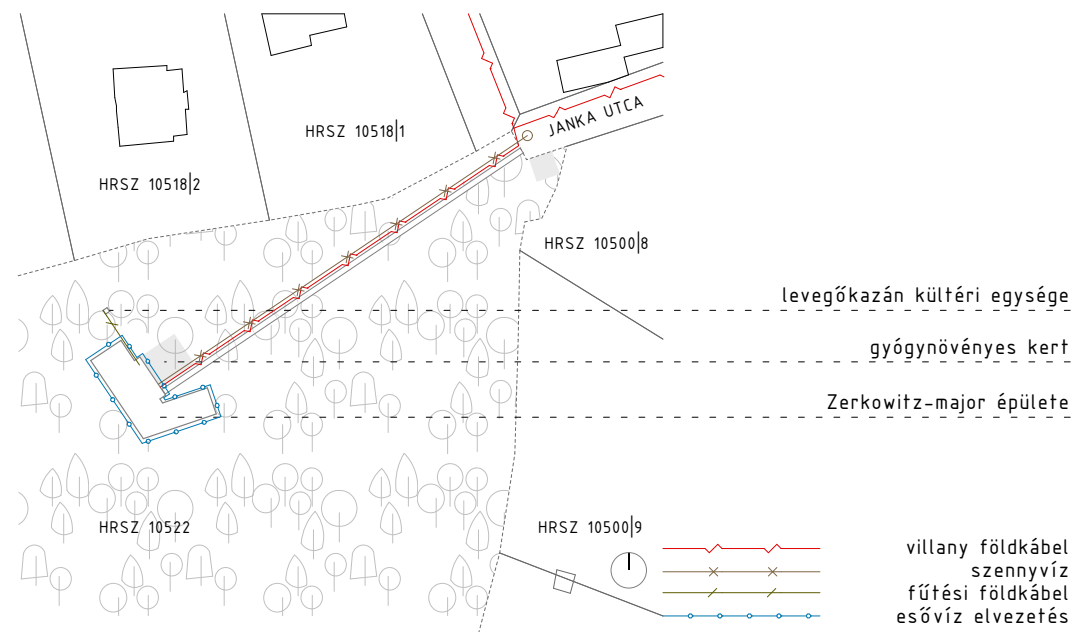 JANKA UTCA
HRSZ 10518|1
HRSZ 10518|2
HRSZ 10500|8
levegőkazán kültéri egysége
gyógynövényes kert
Zerkowitz-major épülete
HRSZ 10522
HRSZ 10500|9
villany földkábel
szennyvíz
fűtési földkábel
esővíz elvezetés